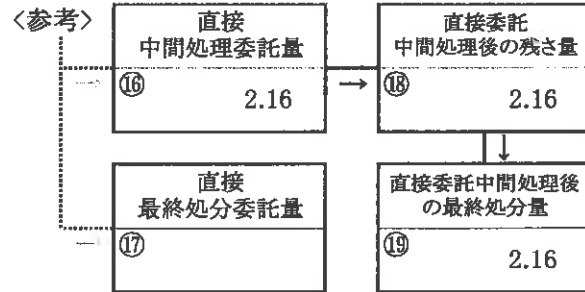 〈参考〉
直接
中間処理委託量
⑯
2.16
→
直接委託
中間処理後の残さ量
⑱
2.16
↓
直接
最終処分委託量
⑰
直接委託中間処理後
の最終処分量
⑲
2.16